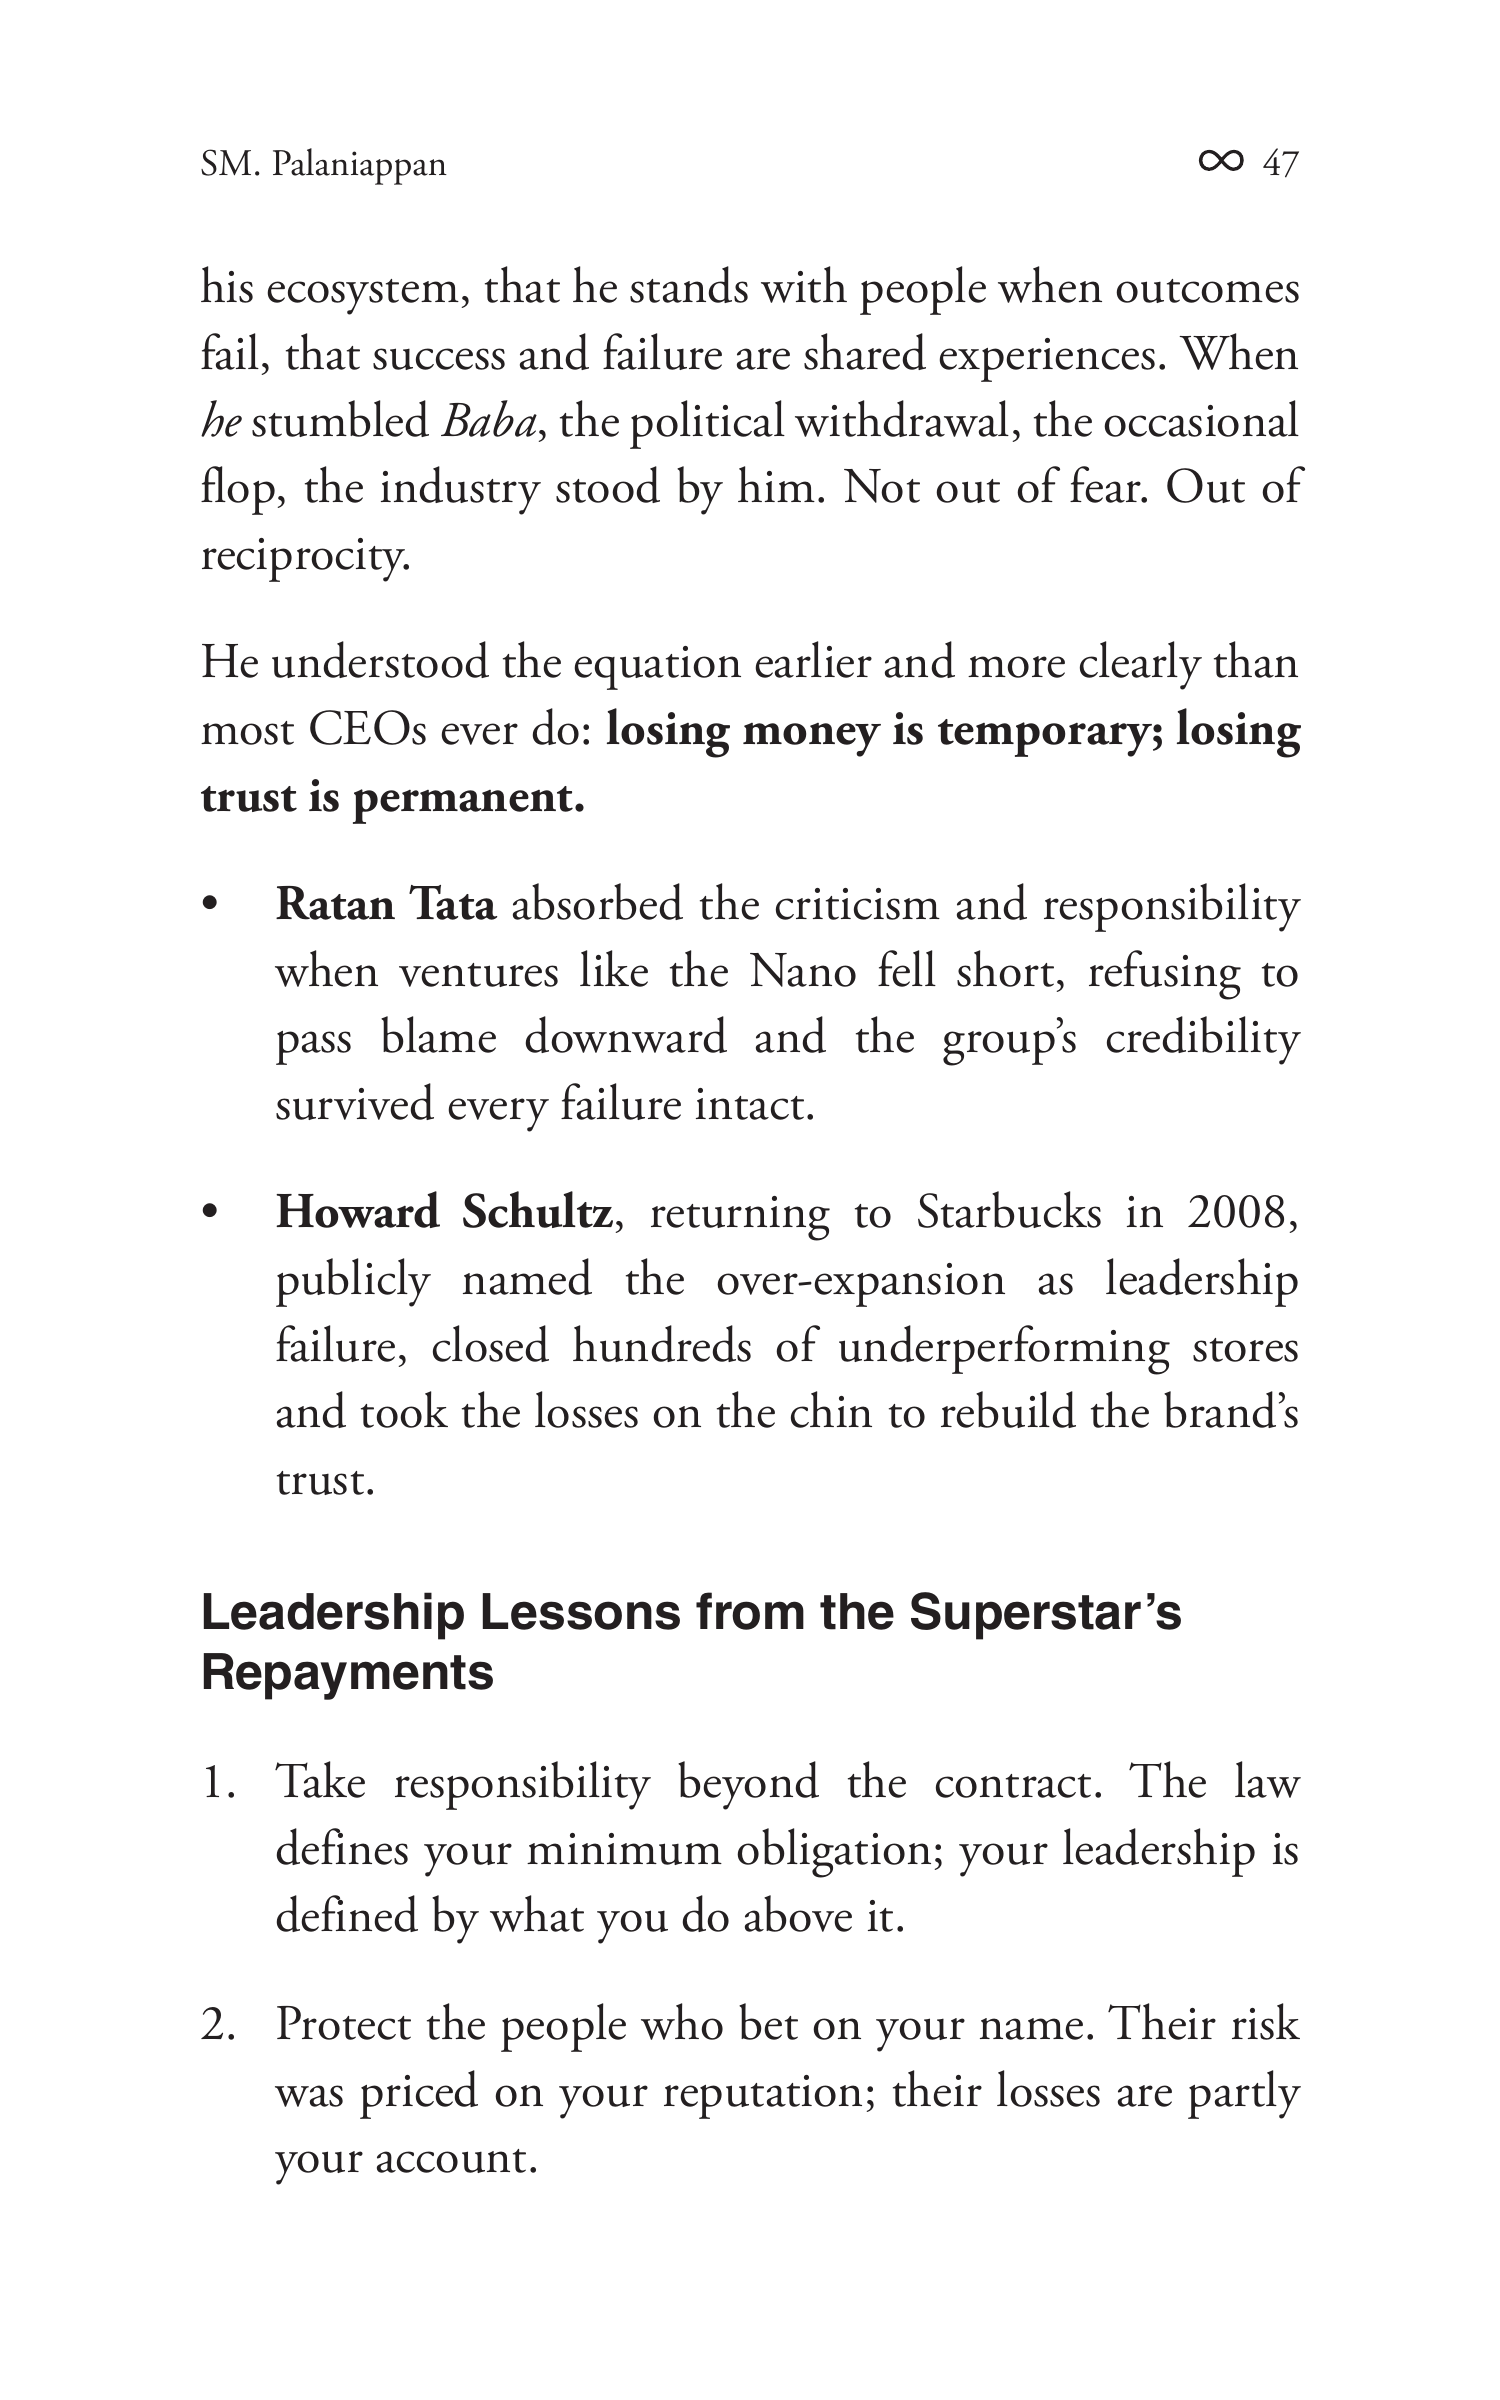 SM. Palaniappan ∞ 47
his ecosystem, that he stands with people when outcomes
fail, that success and failure are shared experiences. When
he stumbled Baba, the political withdrawal, the occasional
flop, the industry stood by him. Not out of fear. Out of
reciprocity.
He understood the equation earlier and more clearly than
most CEOs ever do: losing money is temporary; losing
trust is permanent.
• Ratan Tata absorbed the criticism and responsibility
when ventures like the Nano fell short, refusing to
pass blame downward and the group’s credibility
survived every failure intact.
• Howard Schultz, returning to Starbucks in 2008,
publicly named the over-expansion as leadership
failure, closed hundreds of underperforming stores
and took the losses on the chin to rebuild the brand’s
trust.
Leadership Lessons from the Superstar’s
Repayments
1. Take responsibility beyond the contract. The law
defines your minimum obligation; your leadership is
defined by what you do above it.
2. Protect the people who bet on your name. Their risk
was priced on your reputation; their losses are partly
your account.